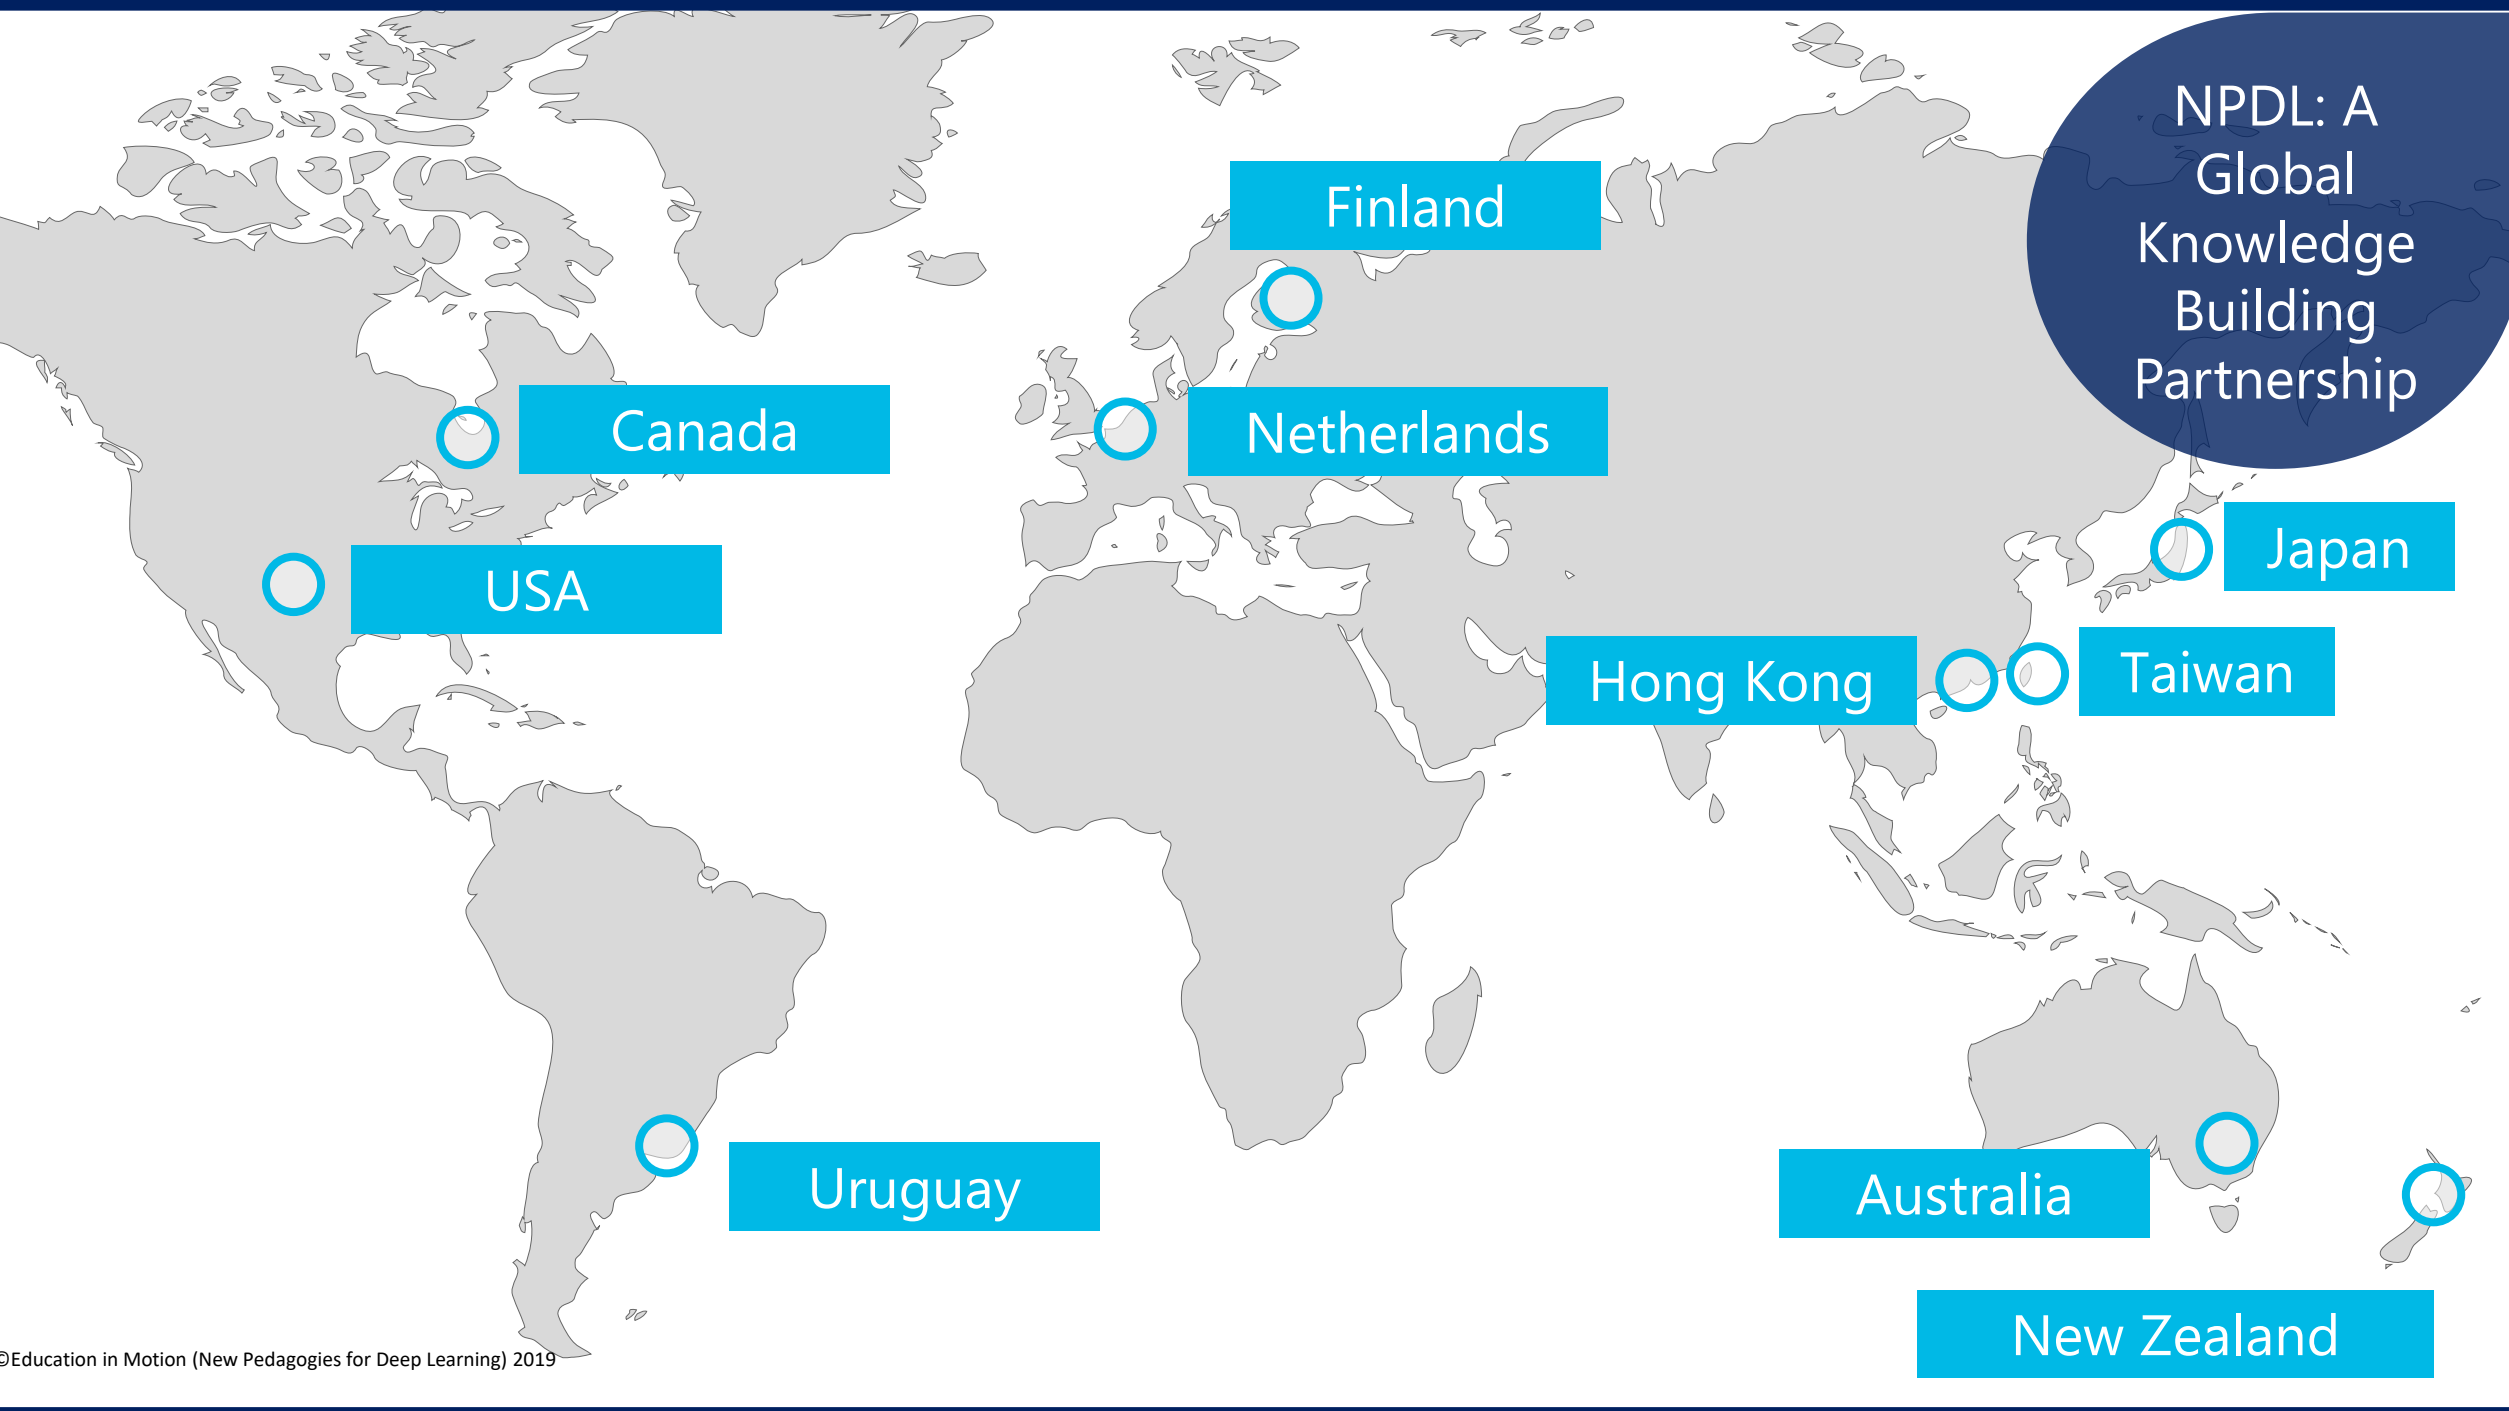 NPDL: A
Global
Knowledge
Building
Partnership
Finland
Canada
Netherlands
USA
Japan
Hong Kong
Taiwan
Uruguay
Australia
New Zealand
©Education in Motion (New Pedagogies for Deep Learning) 2019